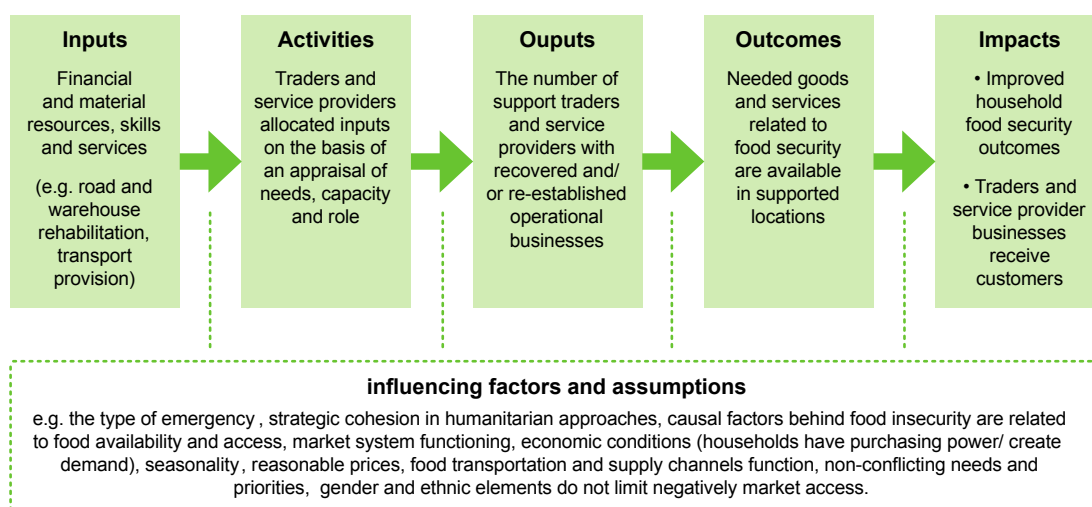 Inputs
Financial
and material
resources, skills
and services
(e.g. road and
warehouse
rehabilitation,
transport
provision)
Activities
Traders and
service providers
allocated inputs
on the basis of
an appraisal of
needs, capacity
and role
Ouputs
The number of
support traders
and service
providers with
recovered and/
or re-established
operational
businesses
Outcomes
Needed goods
and services
related to
food security
are available
in supported
locations
Impacts
• Improved
household
food security
outcomes
• Traders and
service provider
businesses
receive
customers
influencing factors and assumptions
e.g. the type of emergency , strategic cohesion in humanitarian approaches, causal factors behind food insecurity are related
to food availability and access, market system functioning, economic conditions (households have purchasing power/ create
demand), seasonality , reasonable prices, food transportation and supply channels function, non-conflicting needs and
priorities, gender and ethnic elements do not limit negatively market access.